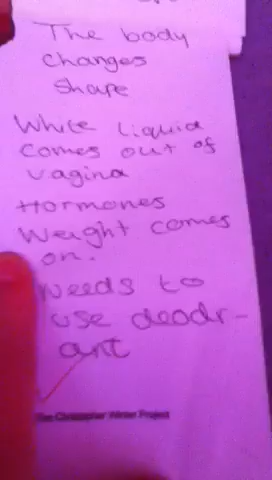 The body
changes
shape
White liquid
comes out of
vagina
Hormones
Weight comes
on.
Needs to
use deodr-
ant
The Christopher Winter Project